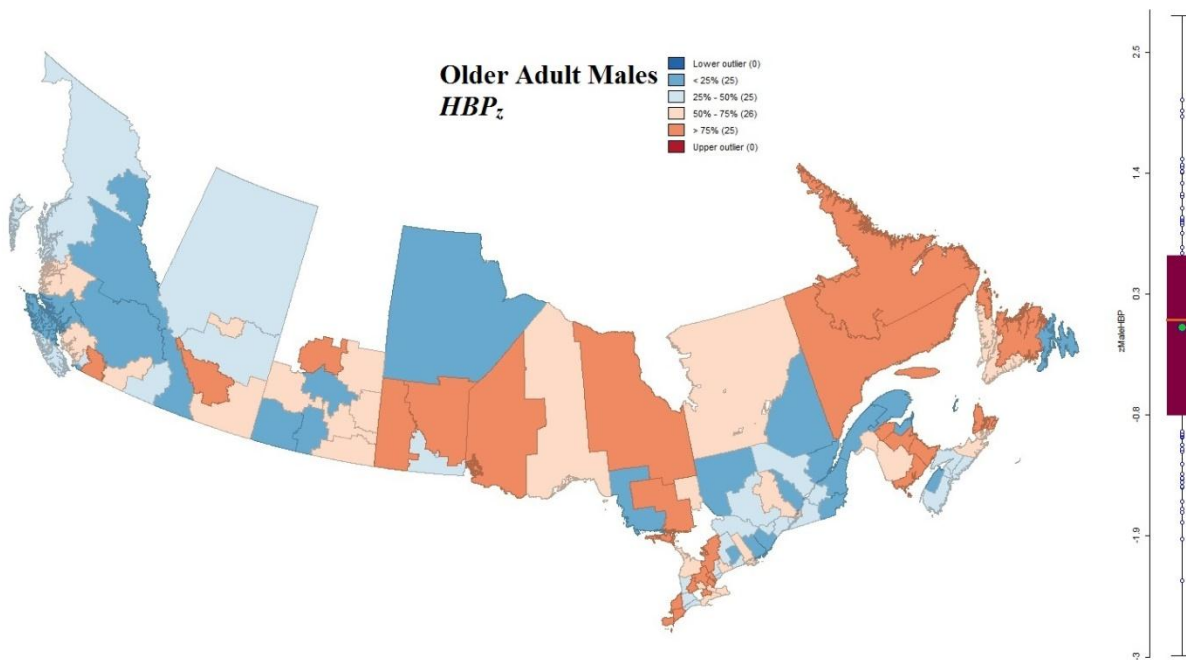 Older Adult Males
HBPz
Lower outlier (0)
< 25% (25)
25% - 50% (25)
50% - 75% (26)
> 75% (25)
Upper outlier (0)
2.5
1.4
0.3
zMaleHBP
-0.8
-1.9
-3